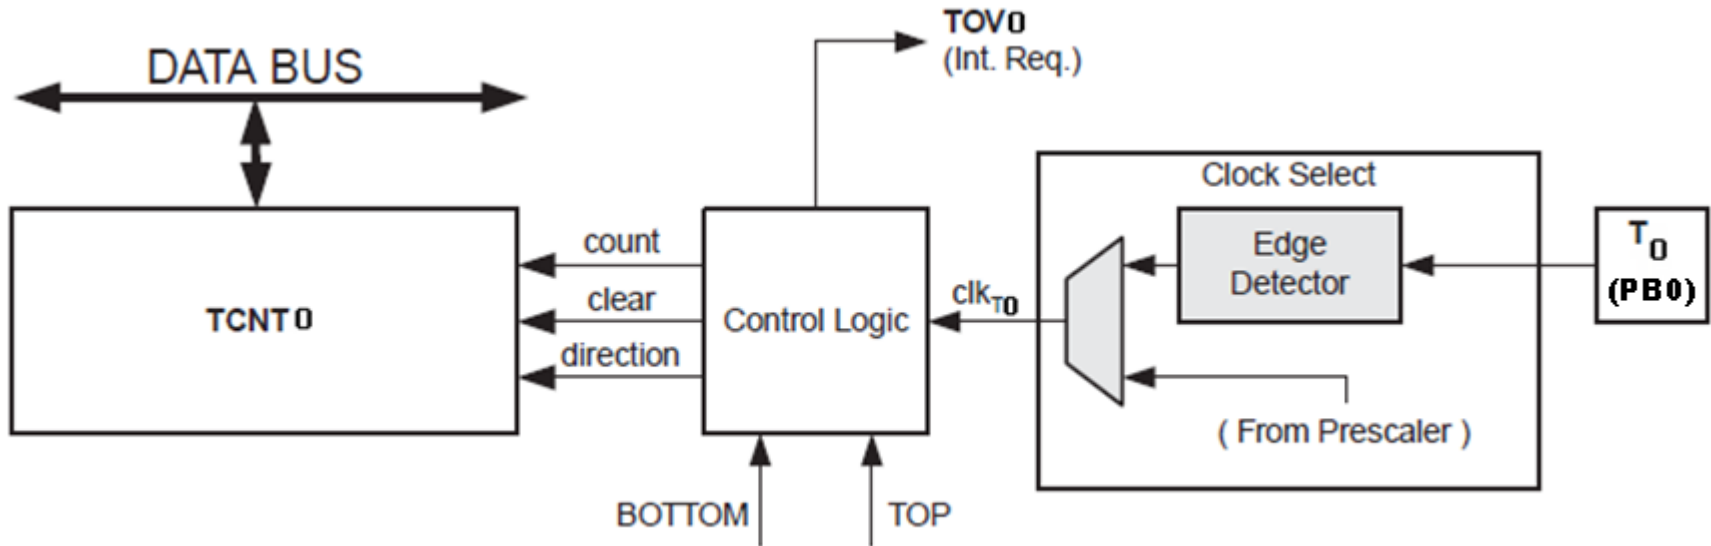 TOV0
(Int. Req.)
DATA BUS
Clock Select
count
clear
direction
TCNT0
Control Logic
clkT0
Edge
Detector
T0
(PB0)
( From Prescaler )
BOTTOM
TOP